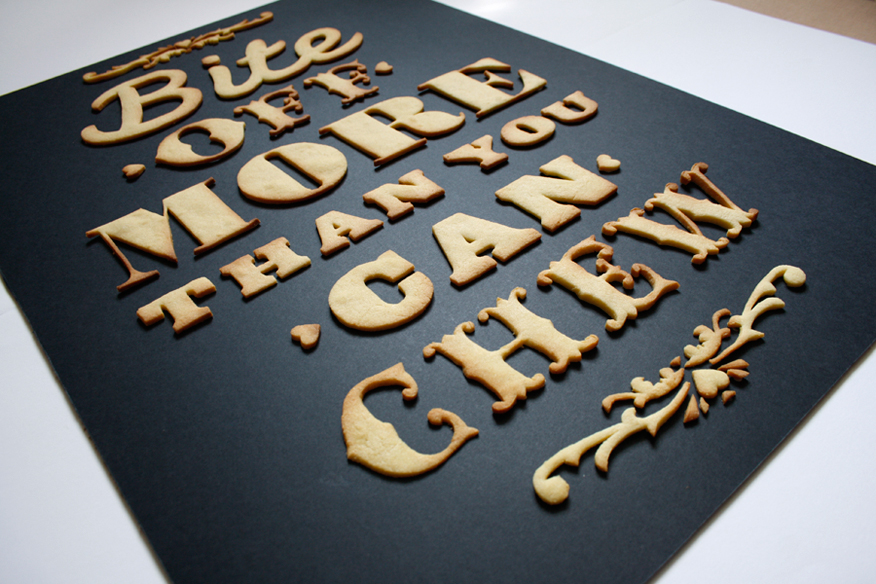 Bite
OFF
MORE
THAN YOU
CAN
CHEW